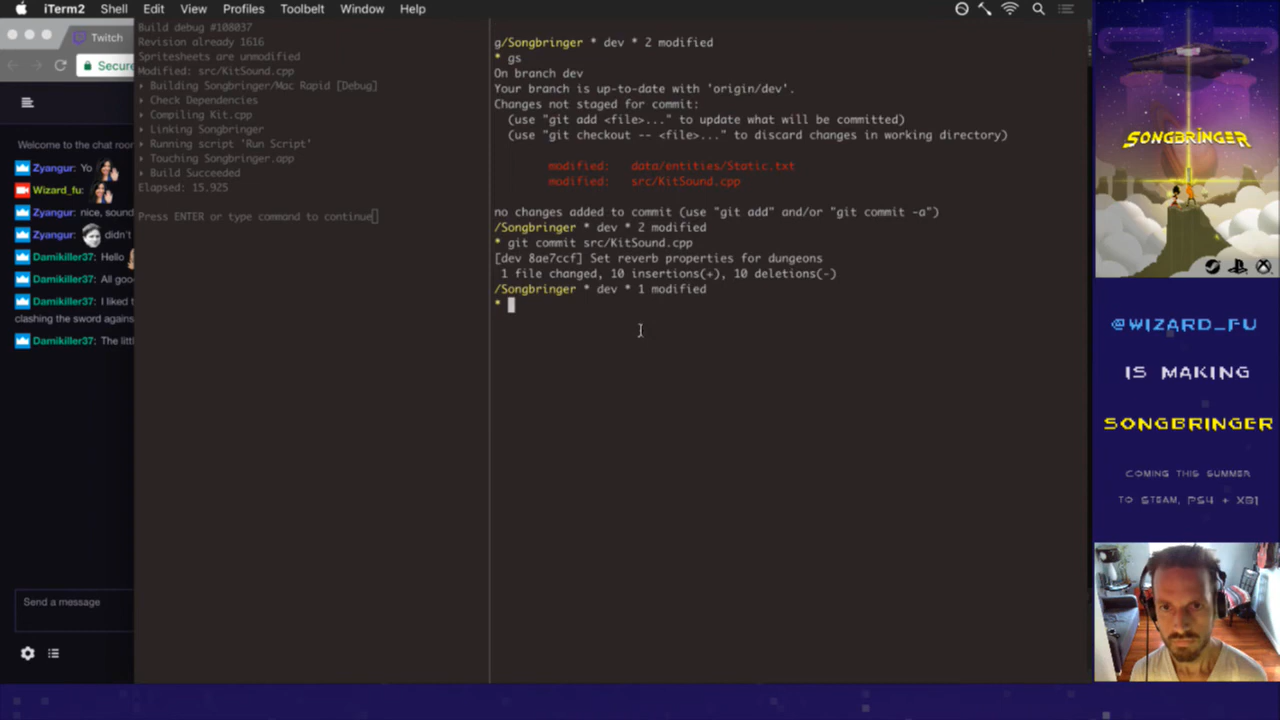 iTerm2 Shell Edit View Profiles Toolbelt Window Help
Twitch
Secure
Welcome to the chat roor
Zyangur: Yo
Wizard_fu:
Zyangur: nice, sound
Zyangur: didn't
Damikiller37: Hello
Damikiller37: All good
Damikiller37: I liked t
clashing the sword agains
Damikiller37: The littl
Send a message
Build debug #108037
Revision already 1616
Spritesheets are unmodified
Modified: src/KitSound.cpp
Building Songbringer/Mac Rapid [Debug]
Check Dependencies
Compiling Kit.cpp
Linking Songbringer
Running script 'Run Script'
Touching Songbringer.app
Build Succeeded
Elapsed: 15.925
Press ENTER or type command to continue
g/Songbringer * dev * 2 modified
* gs
On branch dev
Your branch is up-to-date with 'origin/dev'.
Changes not staged for commit:
(use "git add <file>..." to update what will be committed)
(use "git checkout -- <file>..." to discard changes in working directory)
modified: data/entities/Static.txt
modified: src/KitSound.cpp
no changes added to commit (use "git add" and/or "git commit -a")
/Songbringer * dev * 2 modified
* git commit src/KitSound.cpp
[dev 8ae7ccf] Set reverb properties for dungeons
1 file changed, 10 insertions(+), 10 deletions(-)
/Songbringer * dev * 1 modified
*
SONGBRINGER
@WIZARD_FU
IS MAKING
SONGBRINGER
COMING THIS SUMMER
TO STEAM, PS4 + XB1